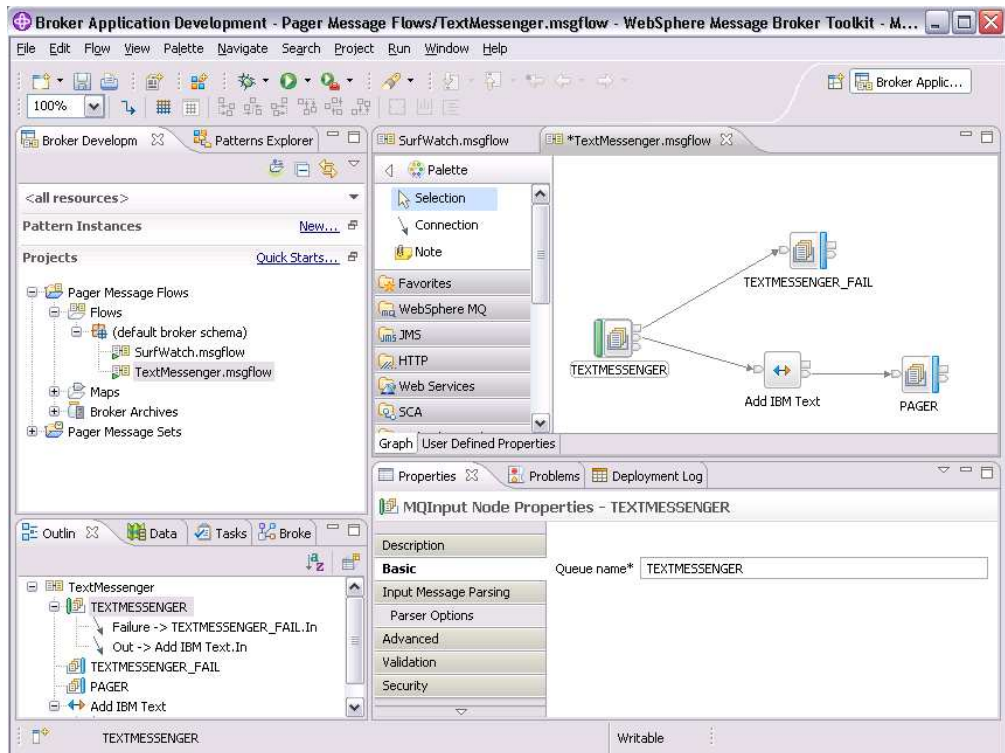 Broker Application Development - Pager Message Flows/TextMessenger.msgflow - WebSphere Message Broker Toolkit - M...
File Edit Flow View Palette Navigate Search Project Run Window Help
Broker Applic...
100%
Broker Developm
Patterns Explorer
<all resources>
Pattern Instances
New...
Projects
Quick Starts...
Pager Message Flows
Flows
(default broker schema)
SurfWatch.msgflow
TextMessenger.msgflow
Maps
Broker Archives
Pager Message Sets
SurfWatch.msgflow
*TextMessenger.msgflow
Palette
Selection
Connection
Note
Favorites
WebSphere MQ
JMS
HTTP
Web Services
SCA
TEXTMESSENGER
TEXTMESSENGER_FAIL
Add IBM Text
PAGER
Graph
User Defined Properties
Outlin
Data
Tasks
Broke
TextMessenger
TEXTMESSENGER
Failure -> TEXTMESSENGER_FAIL.In
Out -> Add IBM Text.In
TEXTMESSENGER_FAIL
PAGER
Add IBM Text
Properties
Problems
Deployment Log
MQInput Node Properties - TEXTMESSENGER
Description
Basic
Input Message Parsing
Parser Options
Advanced
Validation
Security
Queue name* TEXTMESSENGER
TEXTMESSENGER
Writable